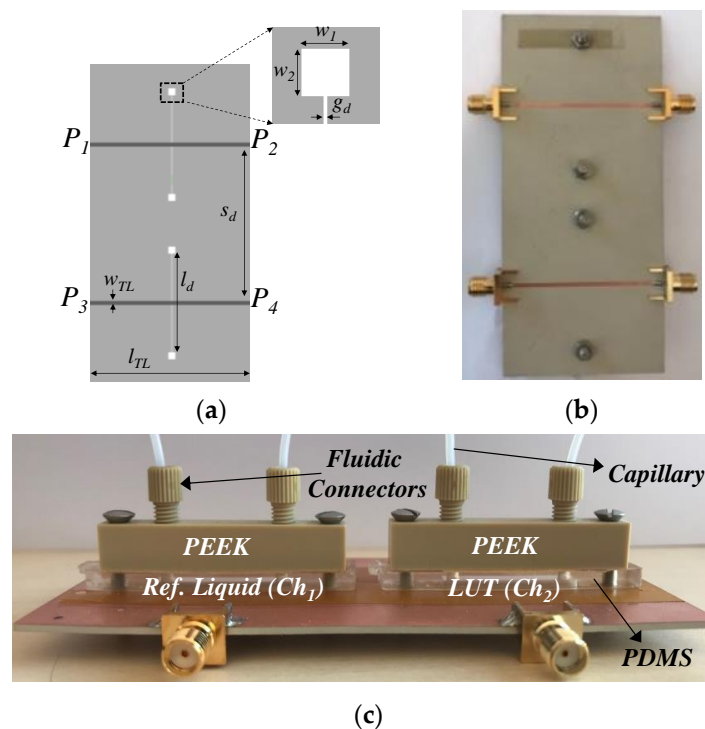 w1
w2
gd
P1
P2
sd
wTL
ld
P3
P4
lTL
(a)
(b)
Fluidic
Connectors
Capillary
PEEK
PEEK
Ref. Liquid (Ch1)
LUT (Ch2)
PDMS
(c)